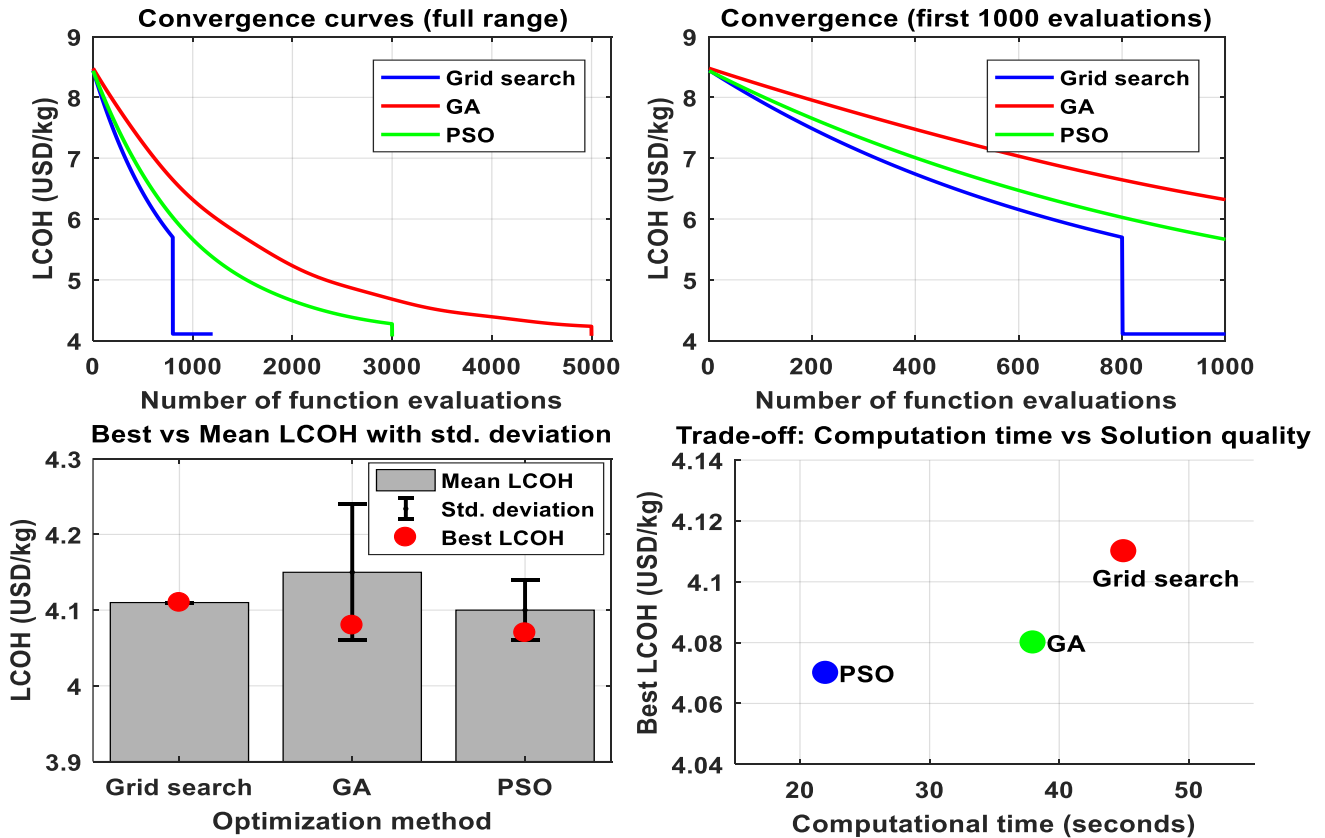 Convergence curves (full range)
9
8
7
6
5
4
LCOH (USD/kg)
Grid search
GA
PSO
0 1000 2000 3000 4000 5000
Number of function evaluations
Convergence (first 1000 evaluations)
9
8
7
6
5
4
LCOH (USD/kg)
Grid search
GA
PSO
0 200 400 600 800 1000
Number of function evaluations
Best vs Mean LCOH with std. deviation
4.3
4.2
4.1
4
3.9
LCOH (USD/kg)
Mean LCOH
Std. deviation
Best LCOH
Grid search GA PSO
Optimization method
Trade-off: Computation time vs Solution quality
4.14
4.12
4.1
4.08
4.06
4.04
Best LCOH (USD/kg)
Grid search
GA
PSO
20 30 40 50
Computational time (seconds)